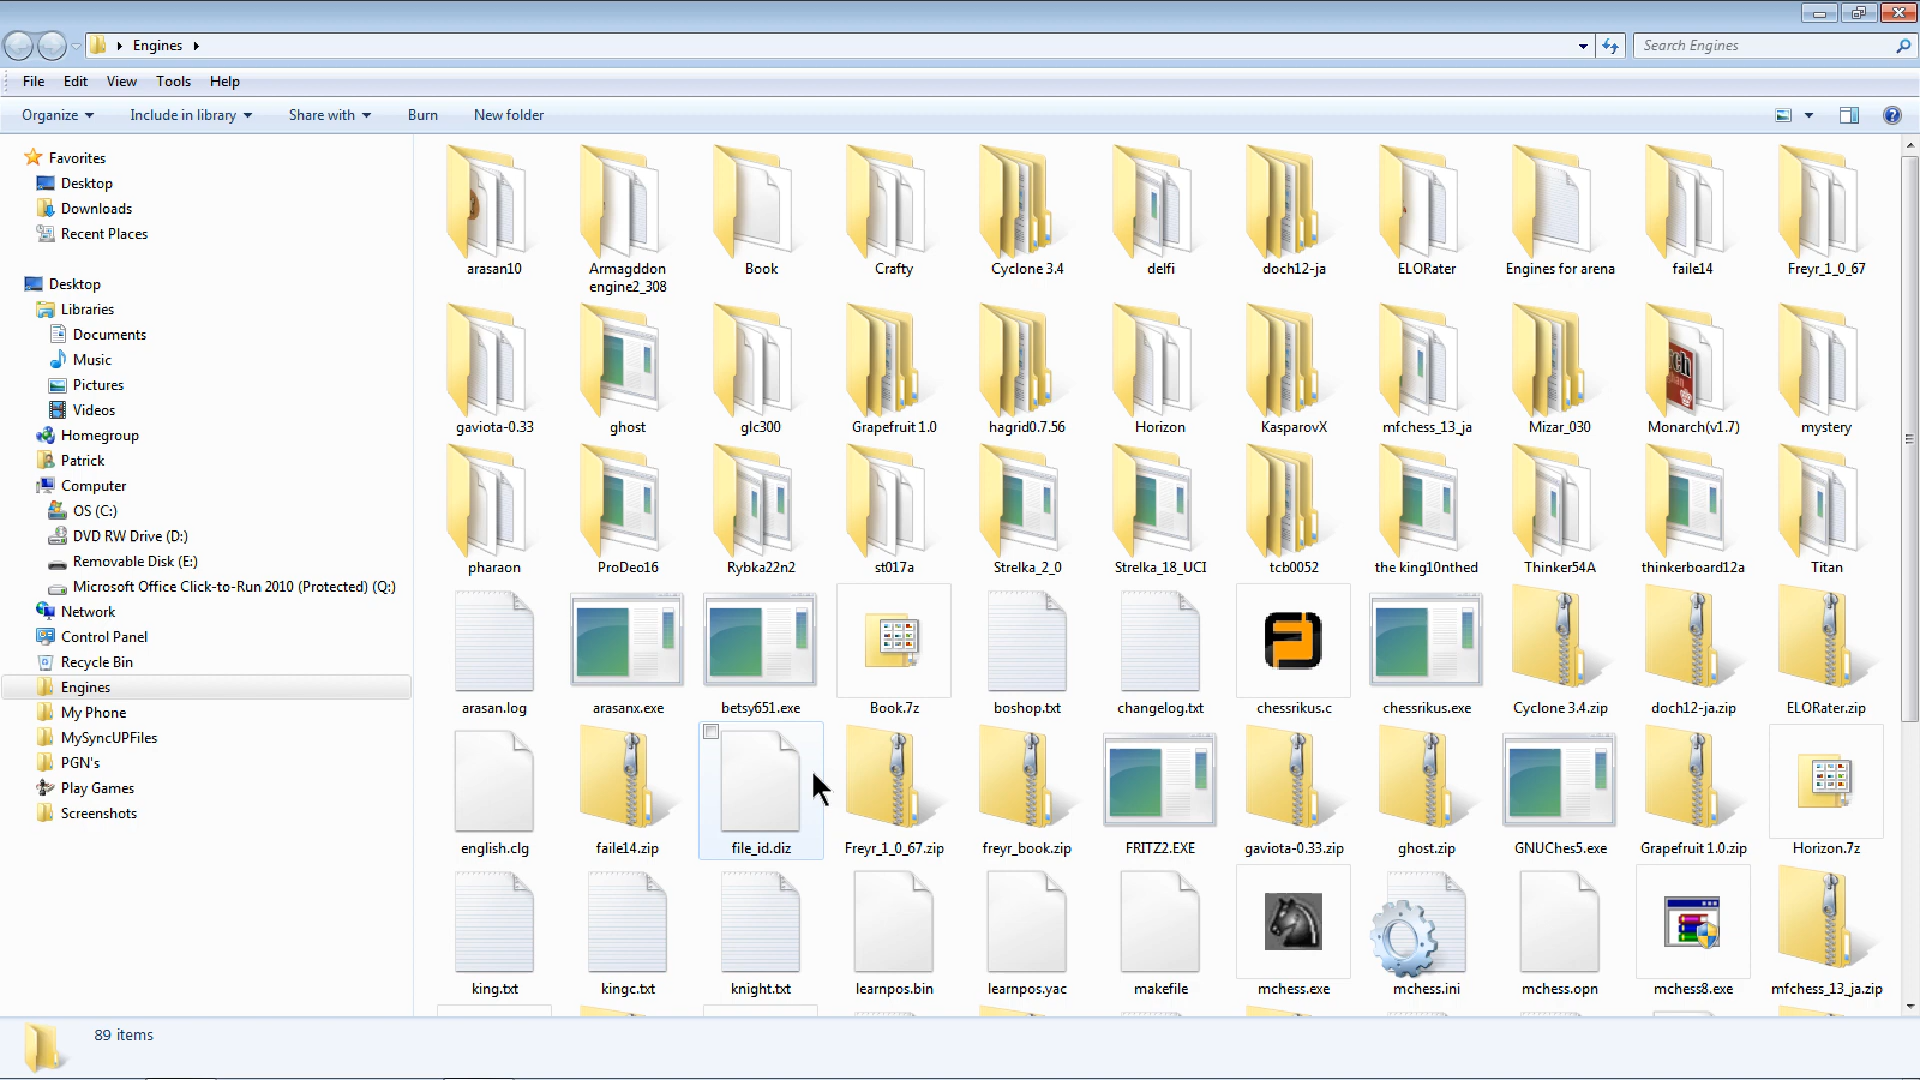 Engines
Search Engines
File Edit View Tools Help
Organize Include in library Share with Burn New folder
Favorites
Desktop
Downloads
Recent Places
Desktop
Libraries
Documents
Music
Pictures
Videos
Homegroup
Patrick
Computer
OS (C:)
DVD RW Drive (D:)
Removable Disk (E:)
Microsoft Office Click-to-Run 2010 (Protected) (Q:)
Network
Control Panel
Recycle Bin
Engines
My Phone
MySyncUPFiles
PGN's
Play Games
Screenshots
arasan10 Armagddon engine2_308 Book Crafty Cyclone 3.4 delfi doch12-ja ELORater Engines for arena faile14 Freyr_1_0_67
gaviota-0.33 ghost glc300 Grapefruit 1.0 hagrid0.7.56 Horizon KasparovX mfchess_13_ja Mizar_030 Monarch(v1.7) mystery
pharaon ProDeo16 Rybka22n2 st017a Strelka_2_0 Strelka_18_UCI tcb0052 the king10nthed Thinker54A thinkerboard12a Titan
arasan.log arasanx.exe betsy651.exe Book.7z boshop.txt changelog.txt chessrikus.c chessrikus.exe Cyclone 3.4.zip doch12-ja.zip ELORater.zip
english.clg faile14.zip file_id.diz Freyr_1_0_67.zip freyr_book.zip FRITZ2.EXE gaviota-0.33.zip ghost.zip GNUChes5.exe Grapefruit 1.0.zip Horizon.7z
king.txt kingc.txt knight.txt learnpos.bin learnpos.yac makefile mchess.exe mchess.ini mchess.opn mchess8.exe mfchess_13_ja.zip
89 items